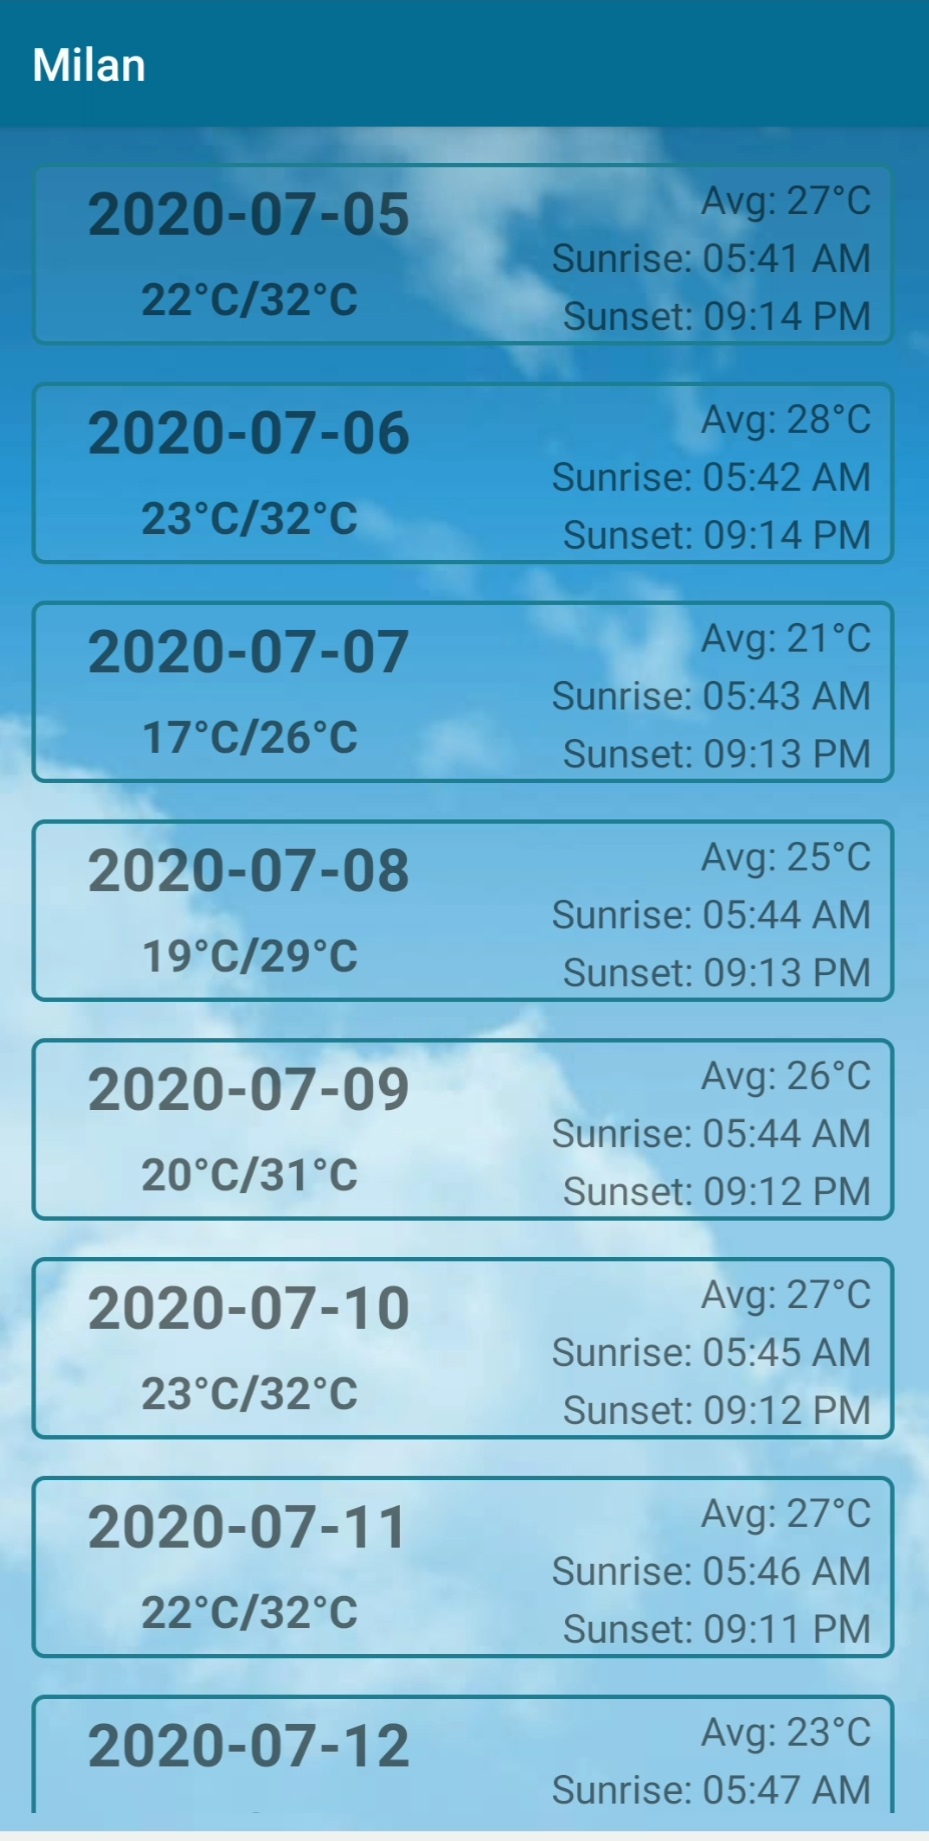 Milan
2020-07-05
22°C/32°C
Avg: 27°C
Sunrise: 05:41 AM
Sunset: 09:14 PM
2020-07-06
23°C/32°C
Avg: 28°C
Sunrise: 05:42 AM
Sunset: 09:14 PM
2020-07-07
17°C/26°C
Avg: 21°C
Sunrise: 05:43 AM
Sunset: 09:13 PM
2020-07-08
19°C/29°C
Avg: 25°C
Sunrise: 05:44 AM
Sunset: 09:13 PM
2020-07-09
20°C/31°C
Avg: 26°C
Sunrise: 05:44 AM
Sunset: 09:12 PM
2020-07-10
23°C/32°C
Avg: 27°C
Sunrise: 05:45 AM
Sunset: 09:12 PM
2020-07-11
22°C/32°C
Avg: 27°C
Sunrise: 05:46 AM
Sunset: 09:11 PM
2020-07-12
Avg: 23°C
Sunrise: 05:47 AM